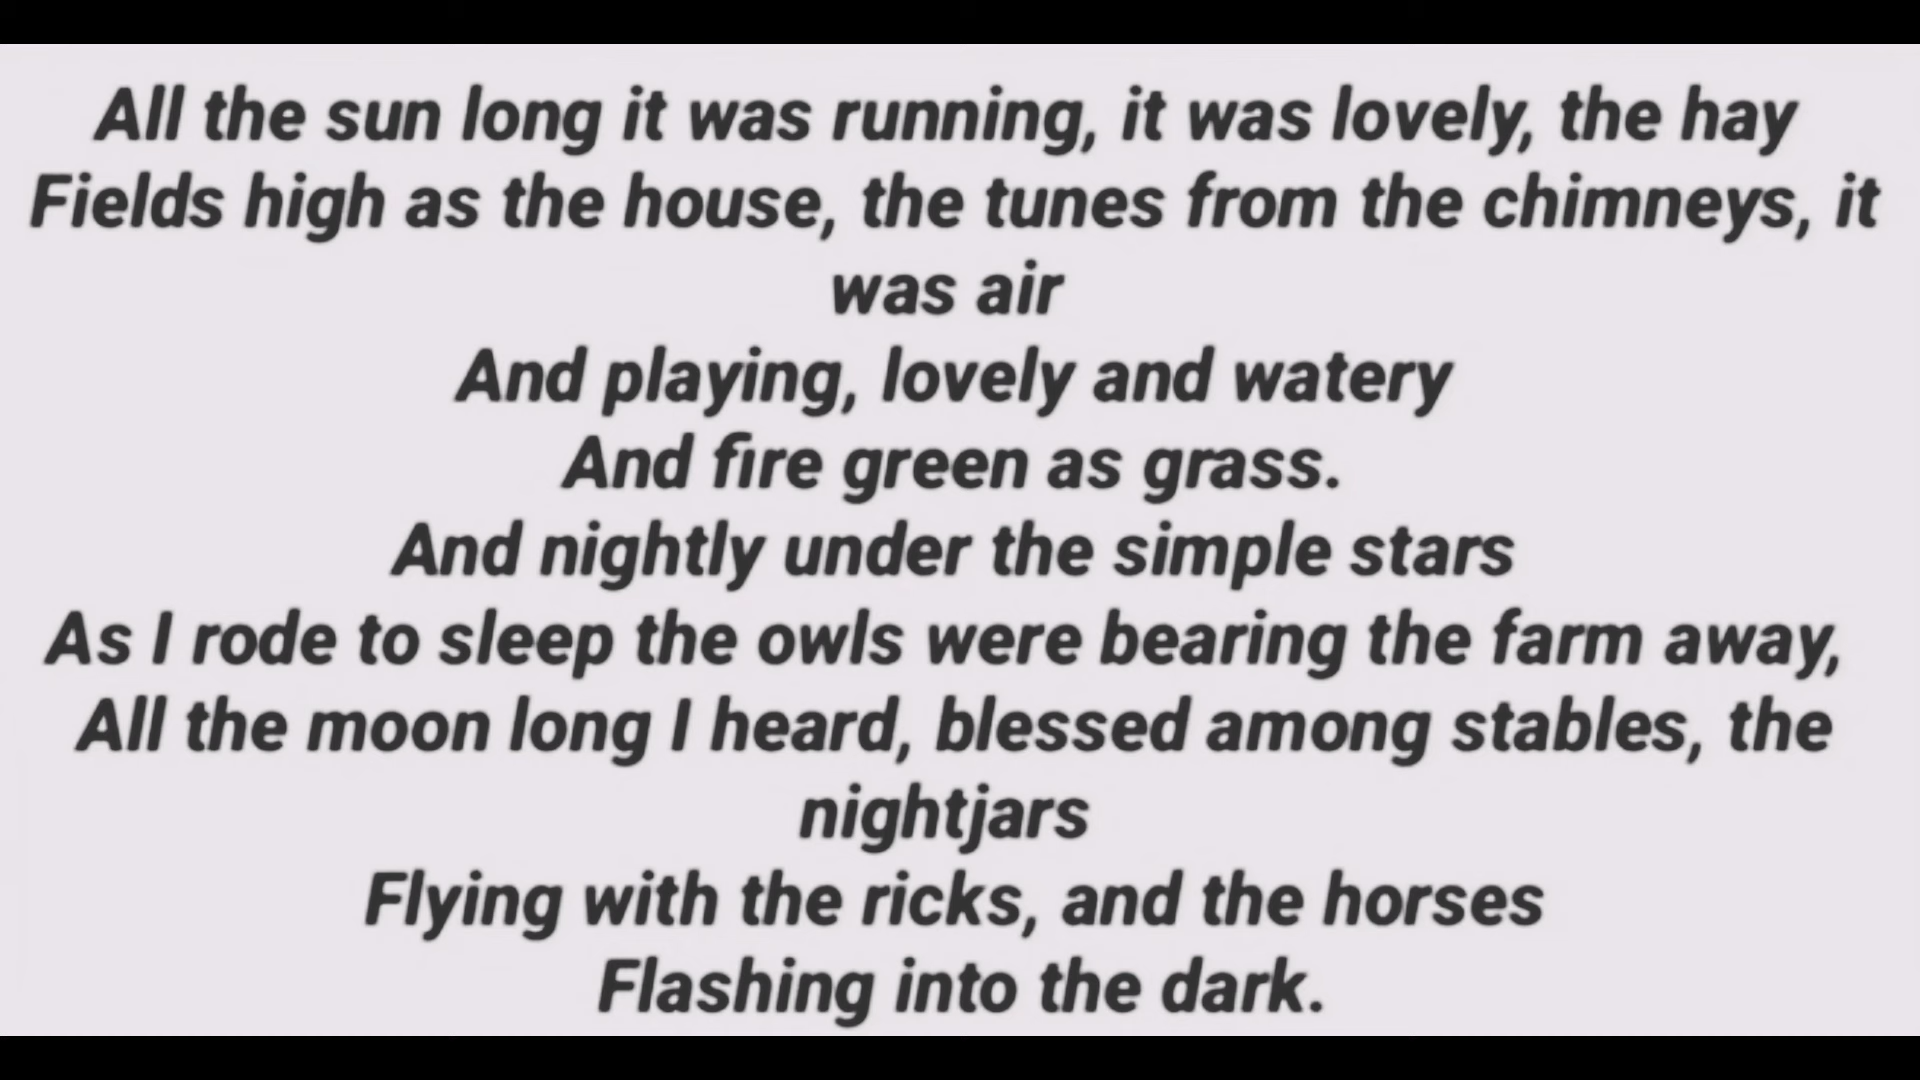 All the sun long it was running, it was lovely, the hay
Fields high as the house, the tunes from the chimneys, it
was air
And playing, lovely and watery
And fire green as grass.
And nightly under the simple stars
As I rode to sleep the owls were bearing the farm away,
All the moon long I heard, blessed among stables, the
nightjars
Flying with the ricks, and the horses
Flashing into the dark.